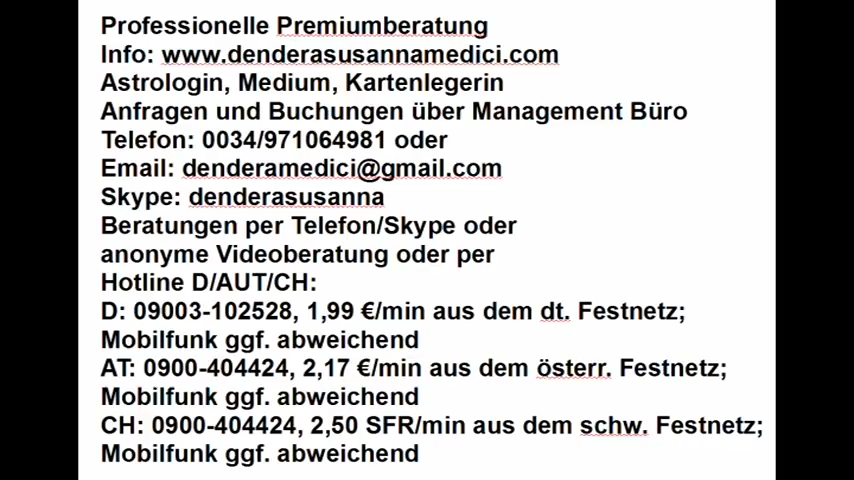 Professionelle Premiumberatung
Info: www.denderasusannamedici.com
Astrologin, Medium, Kartenlegerin
Anfragen und Buchungen über Management Büro
Telefon: 0034/971064981 oder
Email: denderamedici@gmail.com
Skype: denderasusanna
Beratungen per Telefon/Skype oder
anonyme Videoberatung oder per
Hotline D/AUT/CH:
D: 09003-102528, 1,99 €/min aus dem dt. Festnetz;
Mobilfunk ggf. abweichend
AT: 0900-404424, 2,17 €/min aus dem österr. Festnetz;
Mobilfunk ggf. abweichend
CH: 0900-404424, 2,50 SFR/min aus dem schw. Festnetz;
Mobilfunk ggf. abweichend